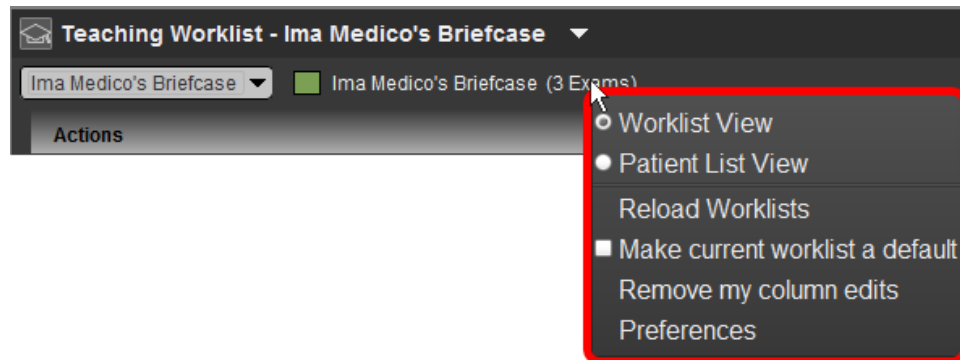 Teaching Worklist - Ima Medico's Briefcase
Ima Medico's Briefcase Ima Medico's Briefcase (3 Exams)
Actions
Worklist View
Patient List View
Reload Worklists
Make current worklist a default
Remove my column edits
Preferences